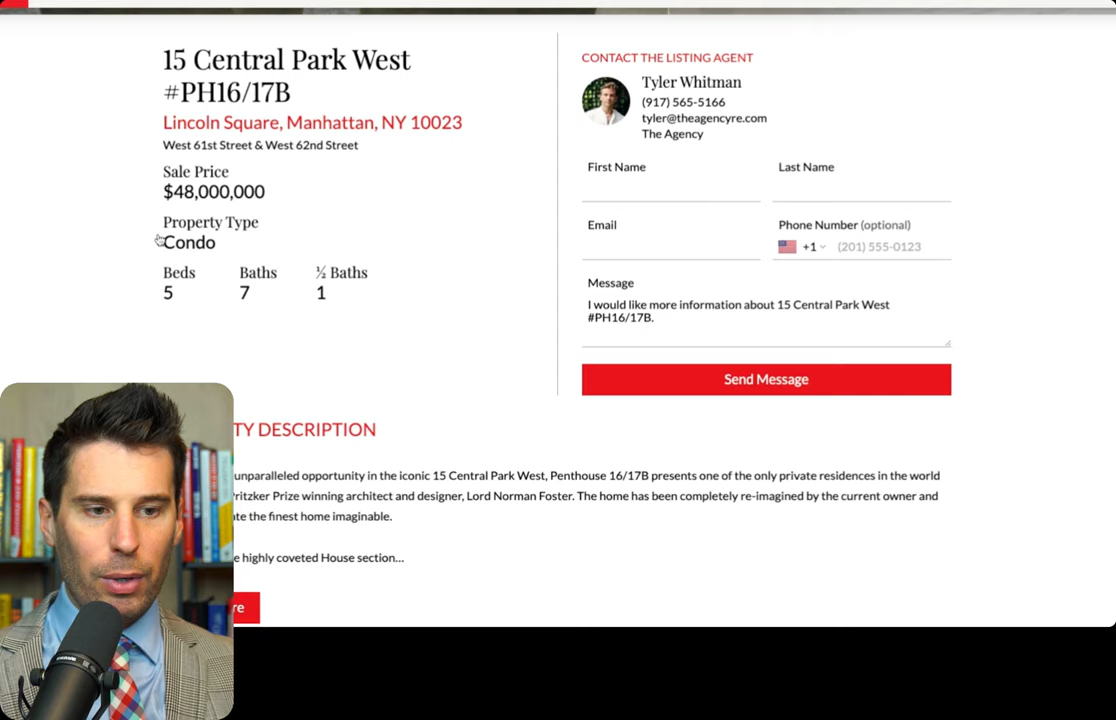 15 Central Park West
#PH16/17B
Lincoln Square, Manhattan, NY 10023
West 61st Street & West 62nd Street
Sale Price
$48,000,000
Property Type
Condo
Beds Baths ½ Baths
5 7 1
CONTACT THE LISTING AGENT
Tyler Whitman
(917) 565-5166
tyler@theagencyre.com
The Agency
First Name Last Name
Email Phone Number (optional)
+1 (201) 555-0123
Message
I would like more information about 15 Central Park West
#PH16/17B.
Send Message
TY DESCRIPTION
unparalleled opportunity in the iconic 15 Central Park West, Penthouse 16/17B presents one of the only private residences in the world
Pritzker Prize winning architect and designer, Lord Norman Foster. The home has been completely re-imagined by the current owner and
te the finest home imaginable.
e highly coveted House section...
re